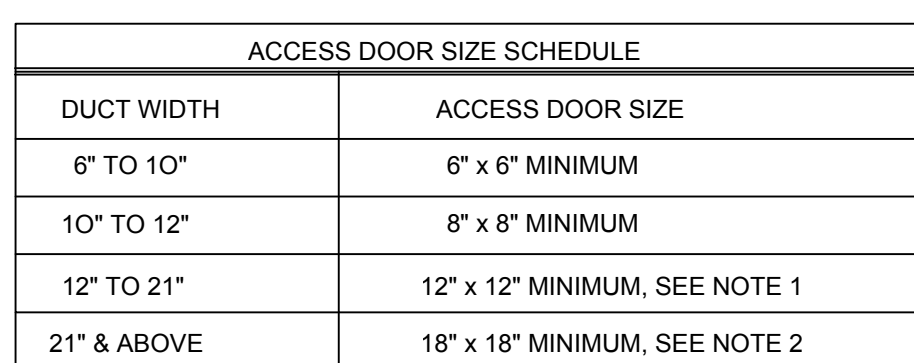 ACCESS DOOR SIZE SCHEDULE
DUCT WIDTH ACCESS DOOR SIZE
6" TO 1O" 6" x 6" MINIMUM
1O" TO 12" 8" x 8" MINIMUM
12" TO 21" 12" x 12" MINIMUM, SEE NOTE 1
21" & ABOVE 18" x 18" MINIMUM, SEE NOTE 2